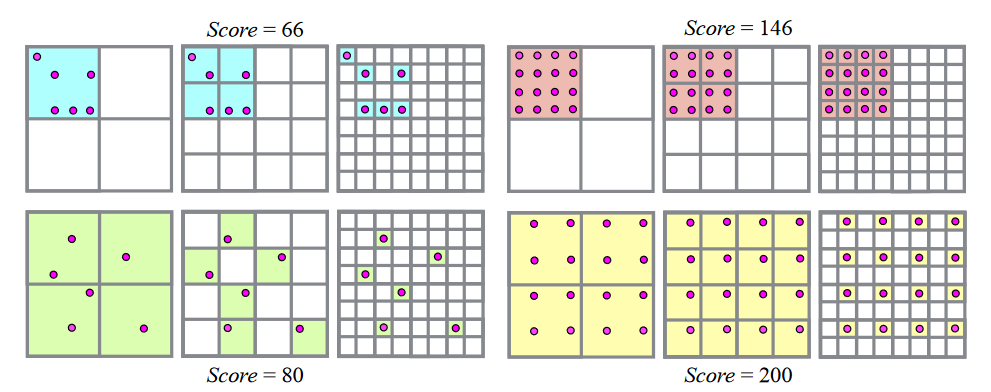 Score = 66
Score = 146
Score = 80
Score = 200